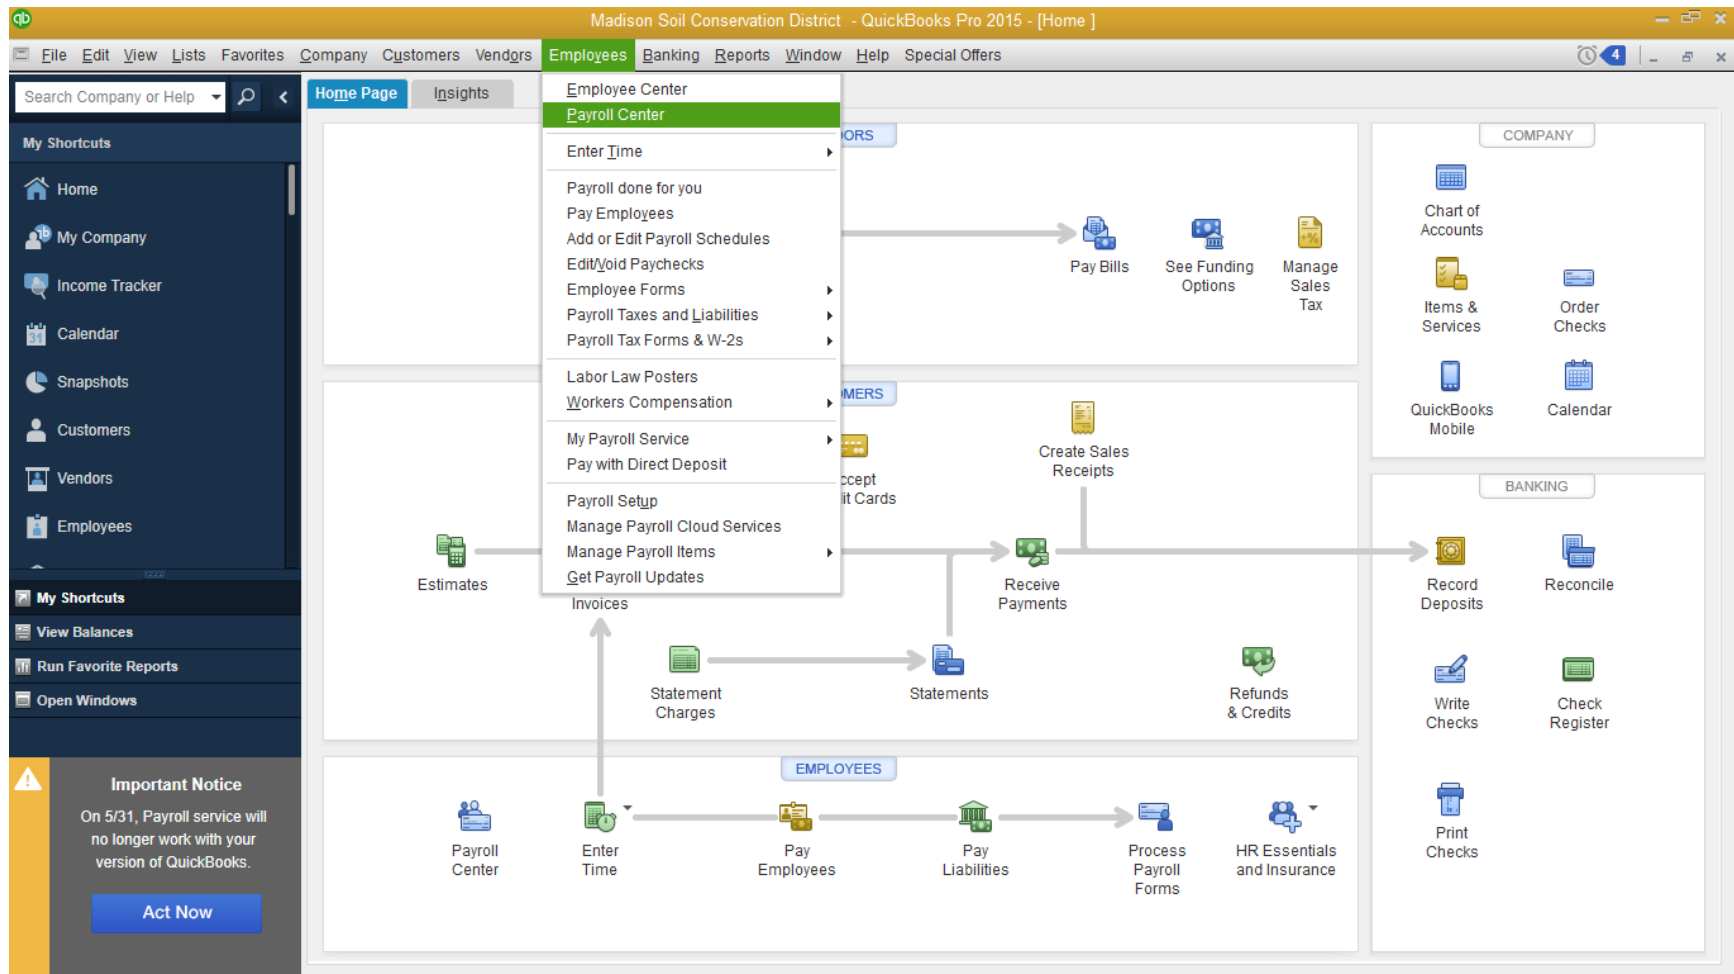 qb
Madison Soil Conservation District - QuickBooks Pro 2015 - [Home ]
File Edit View Lists Favorites Company Customers Vendors Employees Banking Reports Window Help Special Offers
4
Search Company or Help
Home Page
Insights
My Shortcuts
Home
My Company
Income Tracker
31
Calendar
Snapshots
Customers
Vendors
Employees
My Shortcuts
View Balances
Run Favorite Reports
Open Windows
Important Notice
On 5/31, Payroll service will
no longer work with your
version of QuickBooks.
Act Now
Employee Center
Payroll Center
Enter Time
Payroll done for you
Pay Employees
Add or Edit Payroll Schedules
Edit/Void Paychecks
Employee Forms
Payroll Taxes and Liabilities
Payroll Tax Forms & W-2s
Labor Law Posters
Workers Compensation
My Payroll Service
Pay with Direct Deposit
Payroll Setup
Manage Payroll Cloud Services
Manage Payroll Items
Get Payroll Updates
ORS
Pay Bills
See Funding
Options
Manage
Sales
Tax
MERS
ccept
it Cards
Create Sales
Receipts
Estimates
Invoices
Receive
Payments
Statement
Charges
Statements
Refunds
& Credits
EMPLOYEES
Payroll
Center
Enter
Time
Pay
Employees
Pay
Liabilities
Process
Payroll
Forms
HR Essentials
and Insurance
COMPANY
Chart of
Accounts
Items &
Services
Order
Checks
QuickBooks
Mobile
Calendar
BANKING
Record
Deposits
Reconcile
Write
Checks
Check
Register
Print
Checks